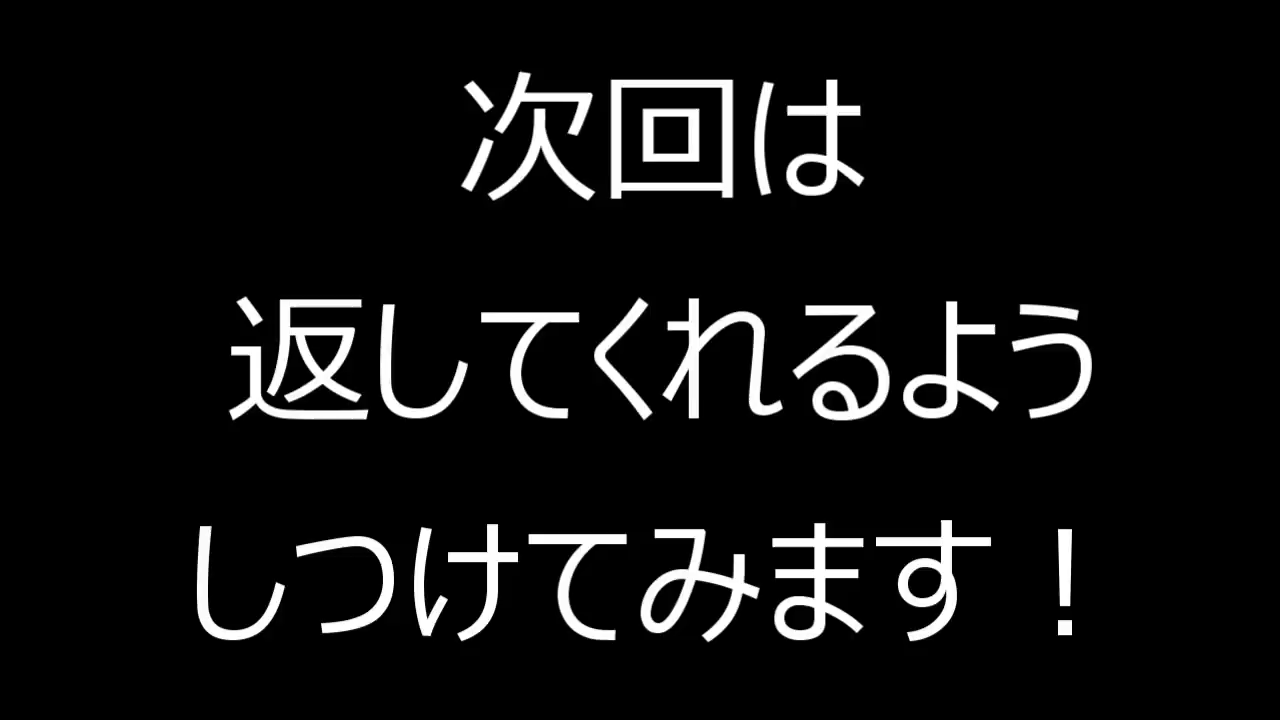 次回は
返してくれるよう
しつけてみます！